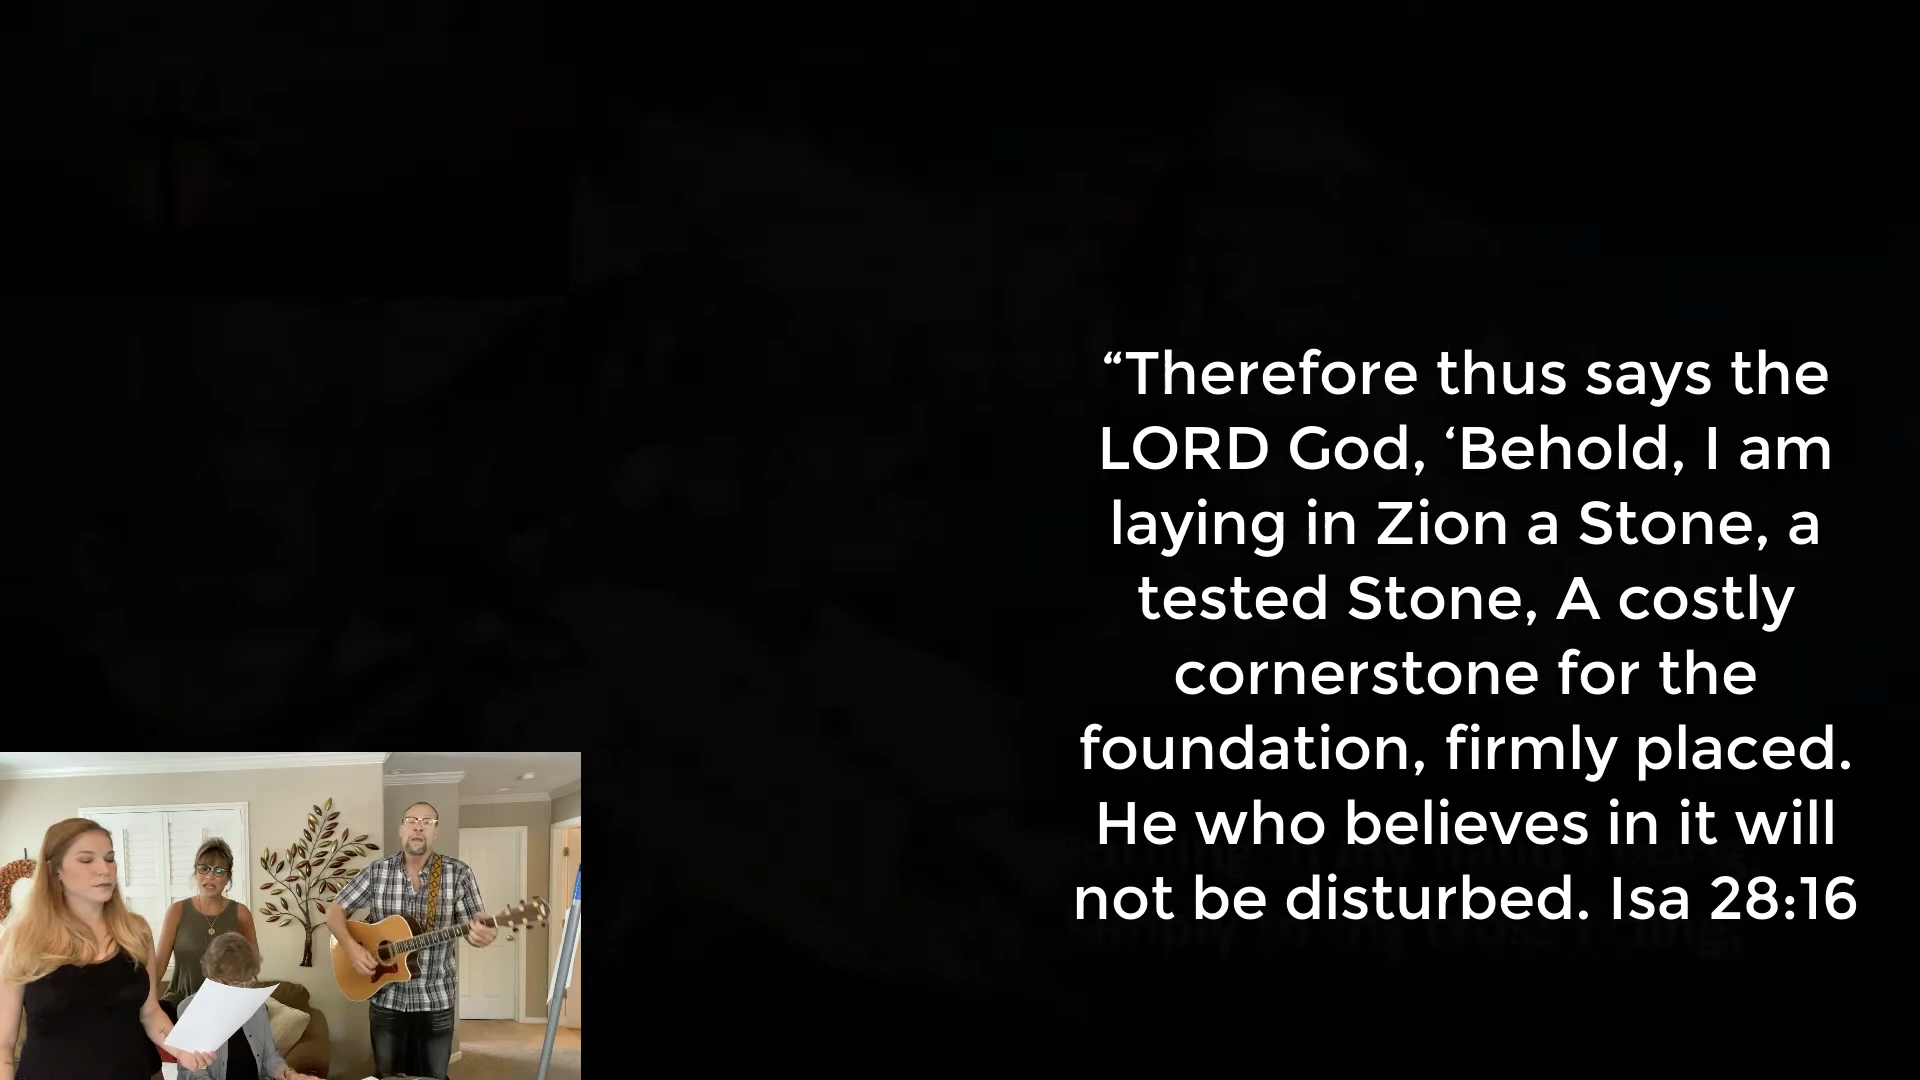 “Therefore thus says the
LORD God, ‘Behold, I am
laying in Zion a Stone, a
tested Stone, A costly
cornerstone for the
foundation, firmly placed.
He who believes in it will
not be disturbed. Isa 28:16